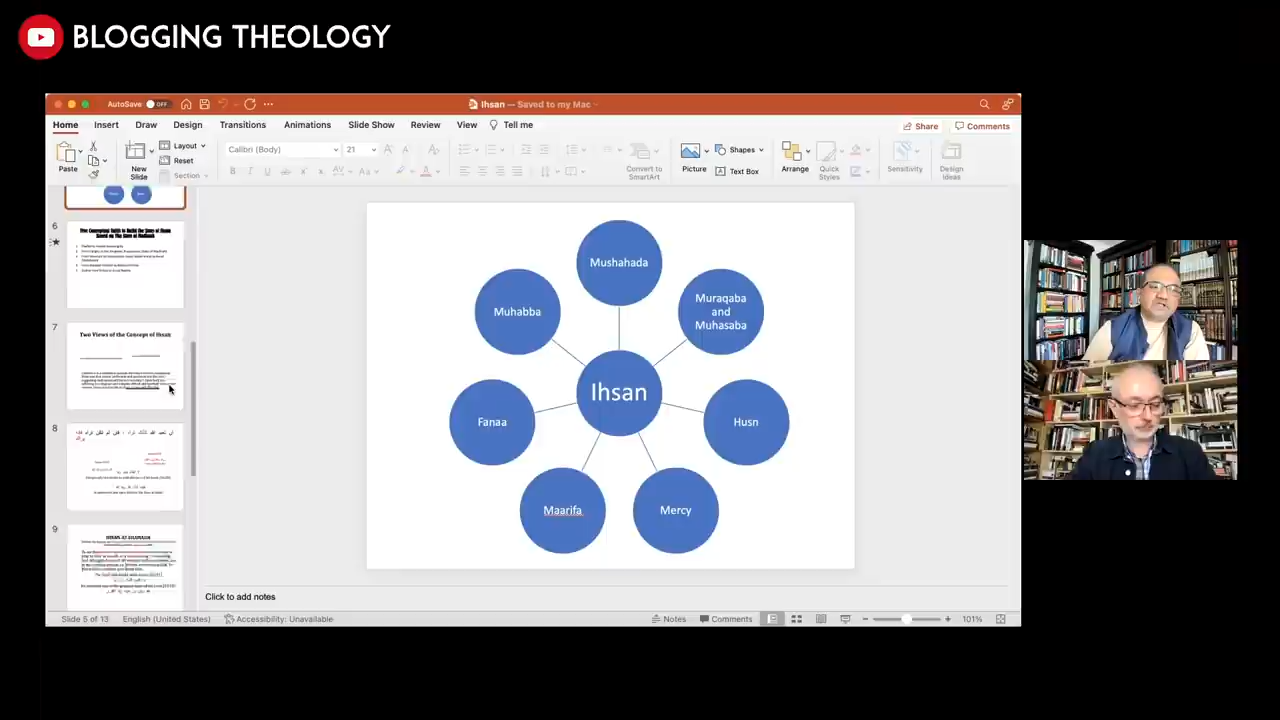 BLOGGING THEOLOGY
AutoSave OFF
Ihsan — Saved to my Mac
Home Insert Draw Design Transitions Animations Slide Show Review View Tell me
Share Comments
Paste
New Slide
Layout
Reset
Section
Calibri (Body) 21
Convert to SmartArt
Picture
Shapes
Text Box
Arrange
Quick Styles
Sensitivity
Design Ideas
6
7
Two Views of the Concept of Ihsan
8
9
Mushahada
Muhabba
Muraqaba
and
Muhasaba
Ihsan
Fanaa
Husn
Maarifa
Mercy
Click to add notes
Slide 5 of 13 English (United States) Accessibility: Unavailable Notes Comments 101%